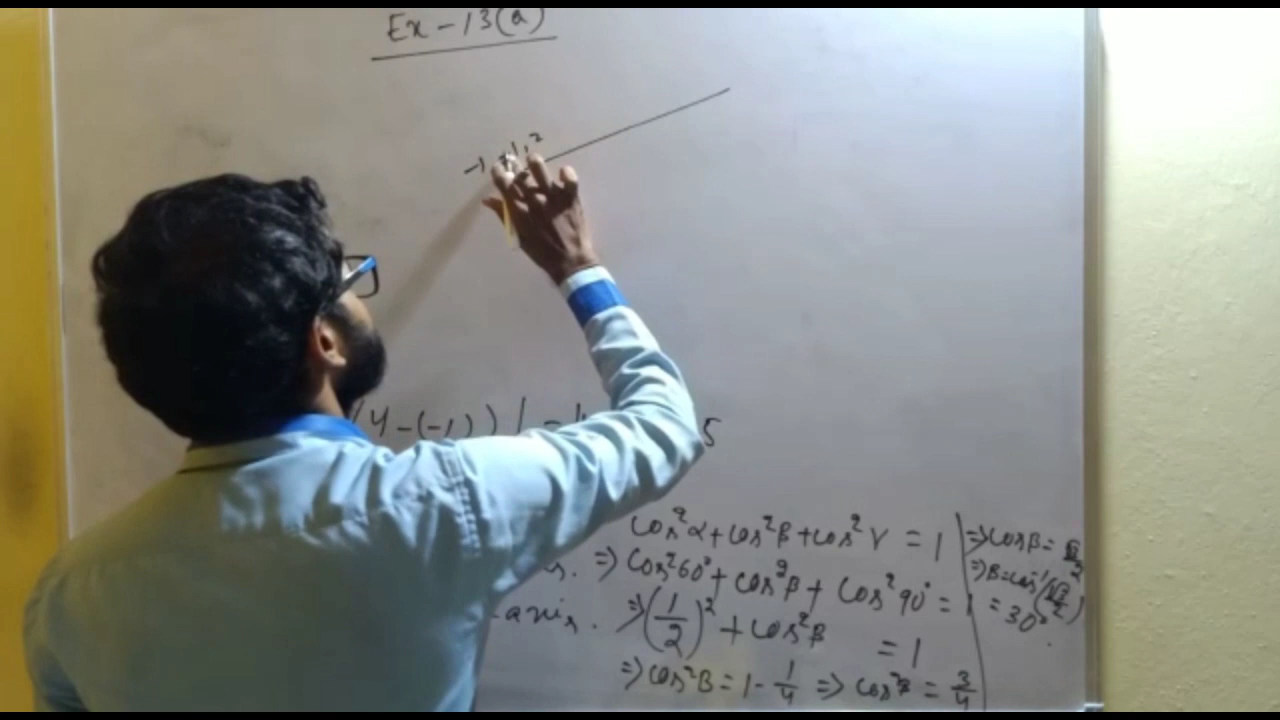 Ex-13(a)
-1, +1, 2
(4-(-1)) | = 5
cos²α+cos²β+cos²γ = 1
⇒ cos²60°+cos²β+cos²90° = 1
axis. ⇒ (1/2)²+cos²β = 1
⇒ cos²β = 1-1/4 ⇒ cos²β = 3/4
⇒ cosβ = √3/2
⇒ β = cos⁻¹(√3/2)
= 30°.